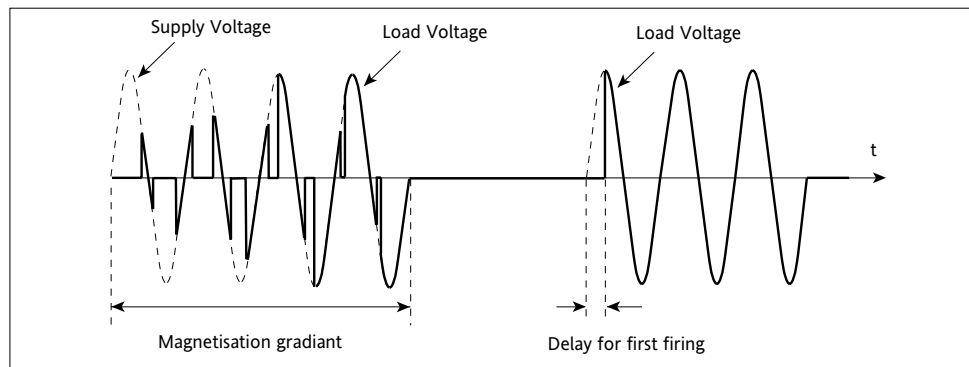 Supply Voltage
Load Voltage
Load Voltage
t
Magnetisation gradiant
Delay for first firing